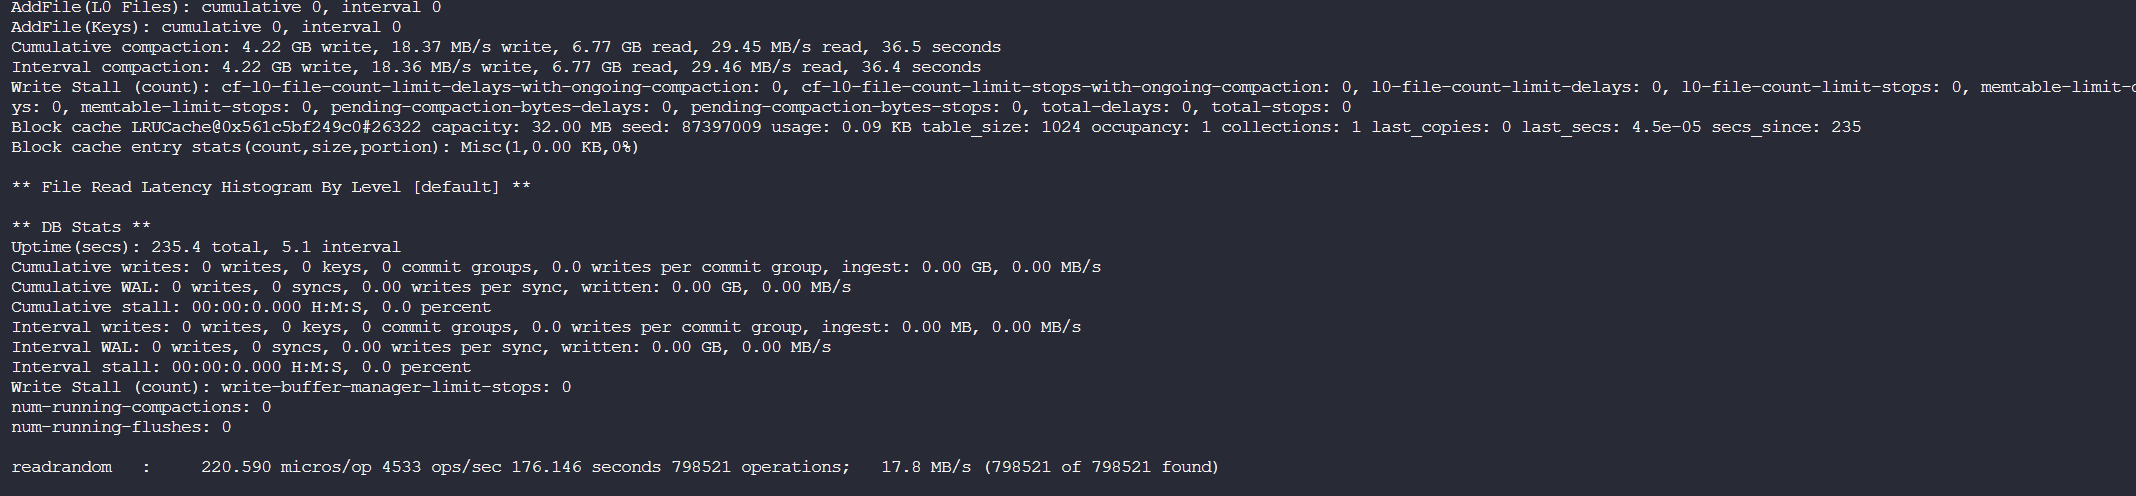 AddFile(L0 Files): cumulative 0, interval 0
AddFile(Keys): cumulative 0, interval 0
Cumulative compaction: 4.22 GB write, 18.37 MB/s write, 6.77 GB read, 29.45 MB/s read, 36.5 seconds
Interval compaction: 4.22 GB write, 18.36 MB/s write, 6.77 GB read, 29.46 MB/s read, 36.4 seconds
Write Stall (count): cf-l0-file-count-limit-delays-with-ongoing-compaction: 0, cf-l0-file-count-limit-stops-with-ongoing-compaction: 0, l0-file-count-limit-delays: 0, l0-file-count-limit-stops: 0, memtable-limit-
ys: 0, memtable-limit-stops: 0, pending-compaction-bytes-delays: 0, pending-compaction-bytes-stops: 0, total-delays: 0, total-stops: 0
Block cache LRUCache@0x561c5bf249c0#26322 capacity: 32.00 MB seed: 87397009 usage: 0.09 KB table_size: 1024 occupancy: 1 collections: 1 last_copies: 0 last_secs: 4.5e-05 secs_since: 235
Block cache entry stats(count,size,portion): Misc(1,0.00 KB,0%)
** File Read Latency Histogram By Level [default] **
** DB Stats **
Uptime(secs): 235.4 total, 5.1 interval
Cumulative writes: 0 writes, 0 keys, 0 commit groups, 0.0 writes per commit group, ingest: 0.00 GB, 0.00 MB/s
Cumulative WAL: 0 writes, 0 syncs, 0.00 writes per sync, written: 0.00 GB, 0.00 MB/s
Cumulative stall: 00:00:0.000 H:M:S, 0.0 percent
Interval writes: 0 writes, 0 keys, 0 commit groups, 0.0 writes per commit group, ingest: 0.00 MB, 0.00 MB/s
Interval WAL: 0 writes, 0 syncs, 0.00 writes per sync, written: 0.00 GB, 0.00 MB/s
Interval stall: 00:00:0.000 H:M:S, 0.0 percent
Write Stall (count): write-buffer-manager-limit-stops: 0
num-running-compactions: 0
num-running-flushes: 0
readrandom   :     220.590 micros/op 4533 ops/sec 176.146 seconds 798521 operations;   17.8 MB/s (798521 of 798521 found)